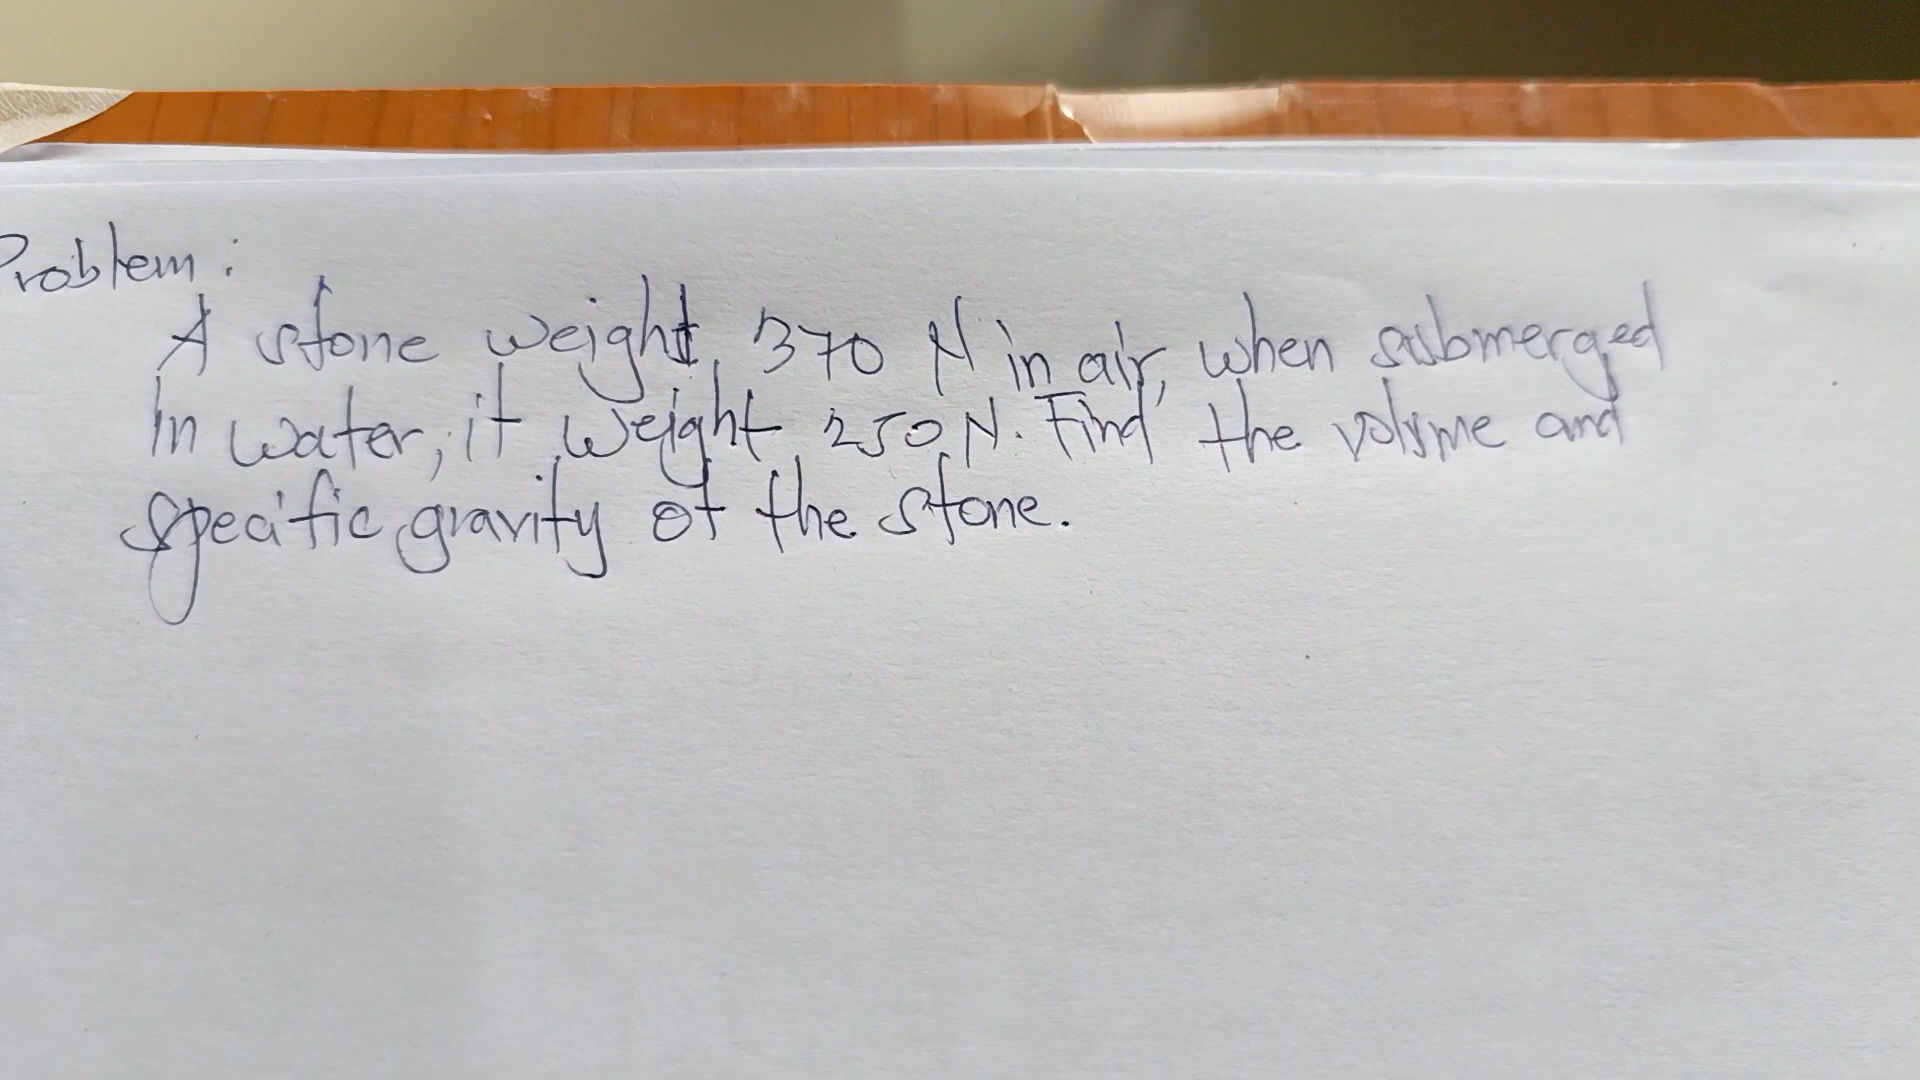 Problem:
A stone weight 370 N in air, when submerged
in water, it weight 250 N. Find the volume and
specific gravity of the stone.